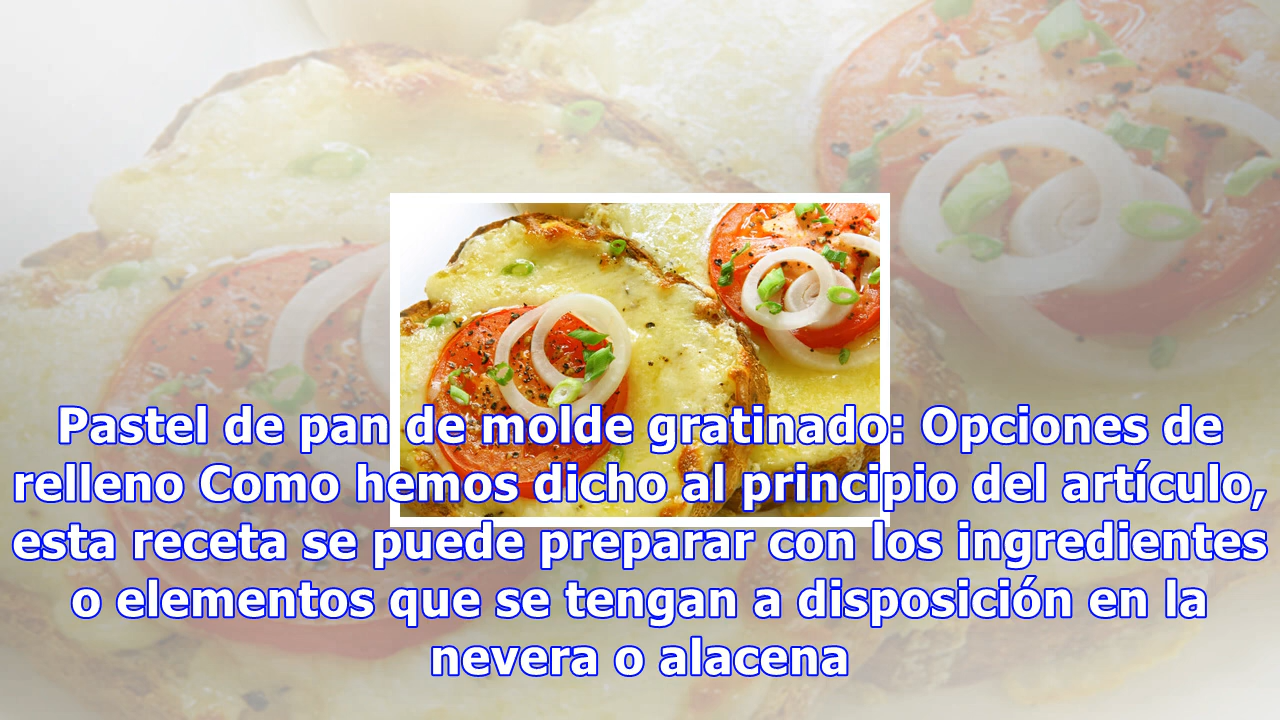 Pastel de pan de molde gratinado: Opciones de
relleno Como hemos dicho al principio del artículo,
esta receta se puede preparar con los ingredientes
o elementos que se tengan a disposición en la
nevera o alacena